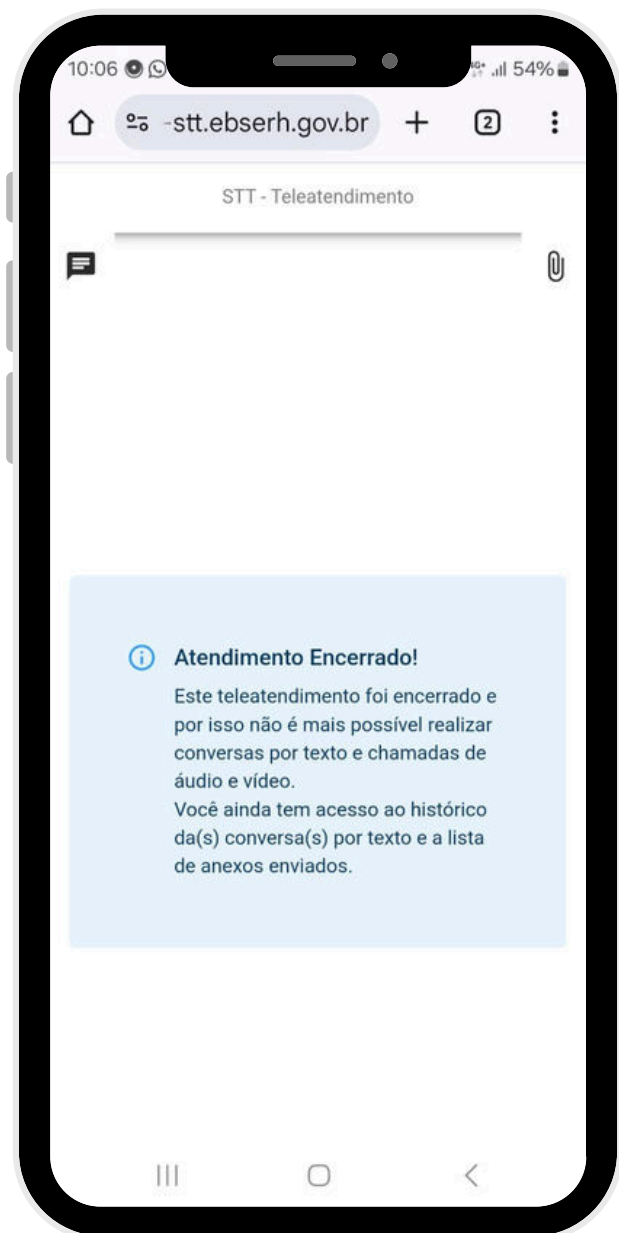 10:06
54%
-stt.ebserh.gov.br
2
STT - Teleatendimento
Atendimento Encerrado!
Este teleatendimento foi encerrado e
por isso não é mais possível realizar
conversas por texto e chamadas de
áudio e vídeo.
Você ainda tem acesso ao histórico
da(s) conversa(s) por texto e a lista
de anexos enviados.